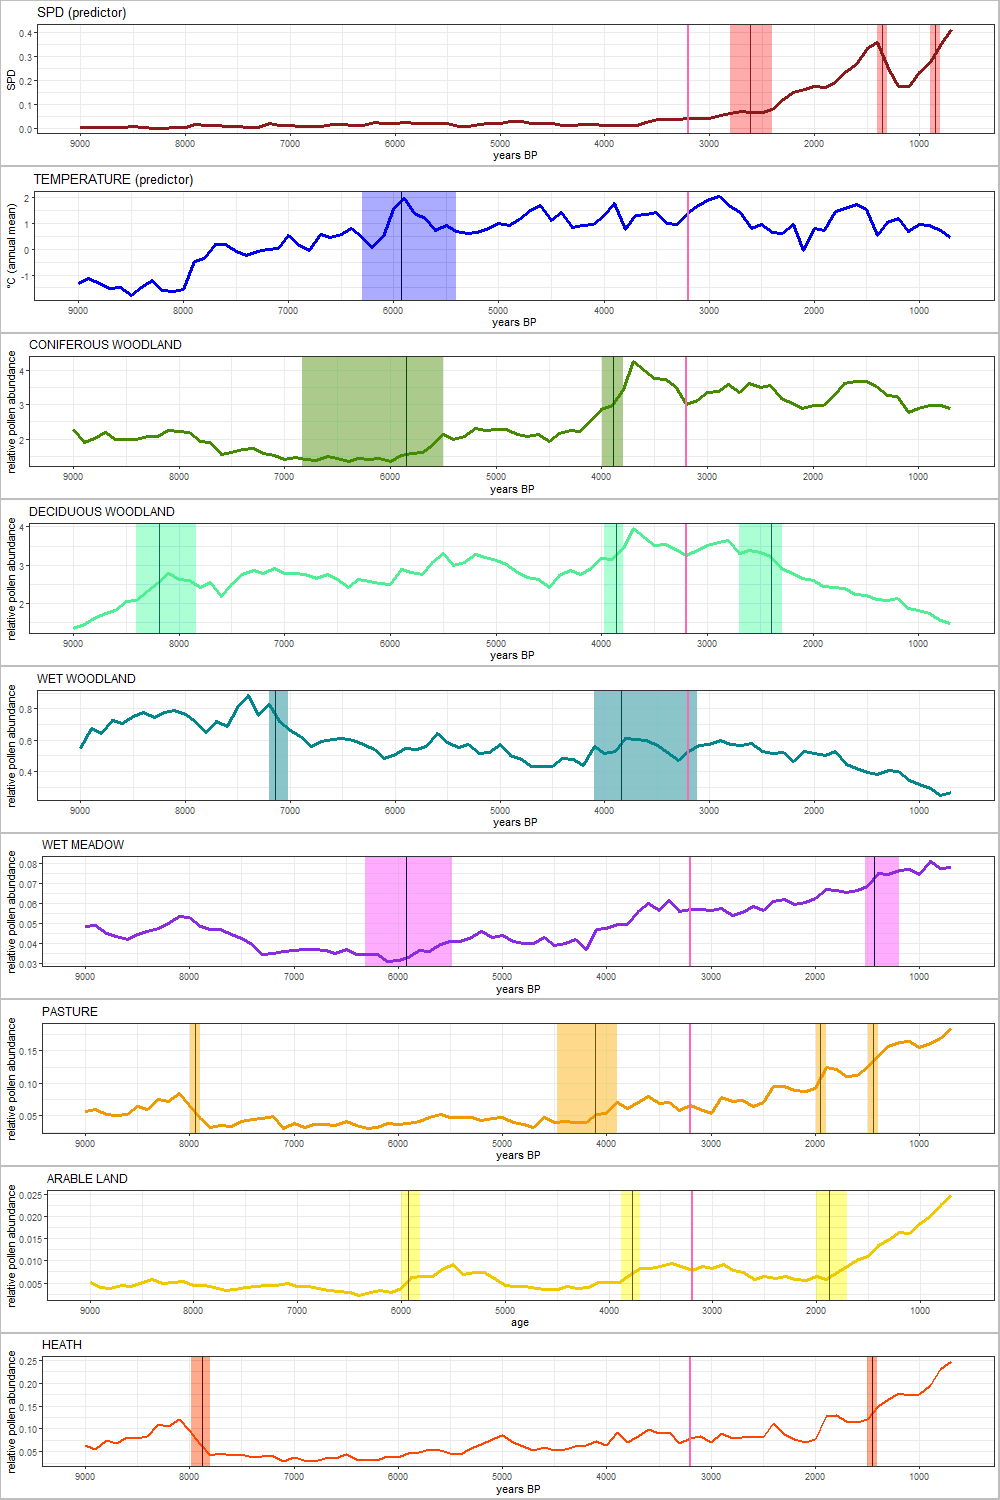 SPD (predictor)
SPD
0.4
0.3
0.2
0.1
0.0
9000 8000 7000 6000 5000 4000 3000 2000 1000
years BP
TEMPERATURE (predictor)
°C (annual mean)
2
1
0
-1
9000 8000 7000 6000 5000 4000 3000 2000 1000
years BP
CONIFEROUS WOODLAND
relative pollen abundance
4
3
2
9000 8000 7000 6000 5000 4000 3000 2000 1000
years BP
DECIDUOUS WOODLAND
relative pollen abundance
4
3
2
9000 8000 7000 6000 5000 4000 3000 2000 1000
years BP
WET WOODLAND
relative pollen abundance
0.8
0.6
0.4
9000 8000 7000 6000 5000 4000 3000 2000 1000
years BP
WET MEADOW
relative pollen abundance
0.08
0.07
0.06
0.05
0.04
0.03
9000 8000 7000 6000 5000 4000 3000 2000 1000
years BP
PASTURE
relative pollen abundance
0.15
0.10
0.05
9000 8000 7000 6000 5000 4000 3000 2000 1000
years BP
ARABLE LAND
relative pollen abundance
0.025
0.020
0.015
0.010
0.005
9000 8000 7000 6000 5000 4000 3000 2000 1000
age
HEATH
relative pollen abundance
0.25
0.20
0.15
0.10
0.05
9000 8000 7000 6000 5000 4000 3000 2000 1000
years BP